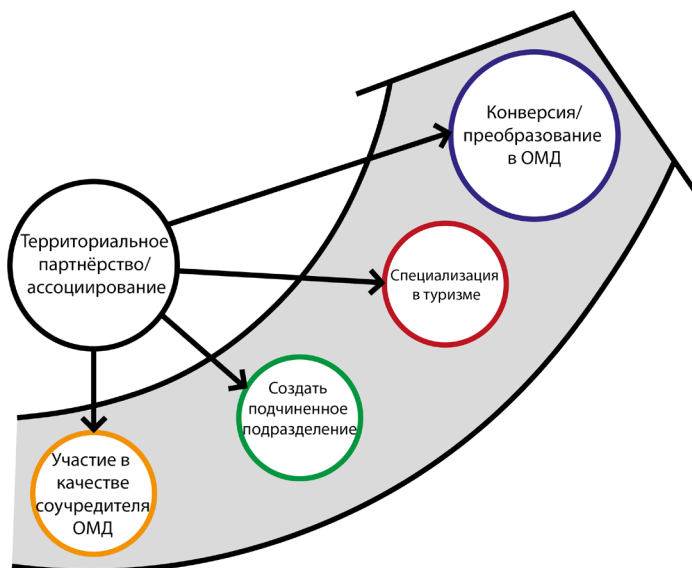 Конверсия/
преобразование
в ОМД
Территориальное
партнёрство/
ассоциирование
Специализация
в туризме
Создать
подчиненное
подразделение
Участие в
качестве
соучредителя
ОМД